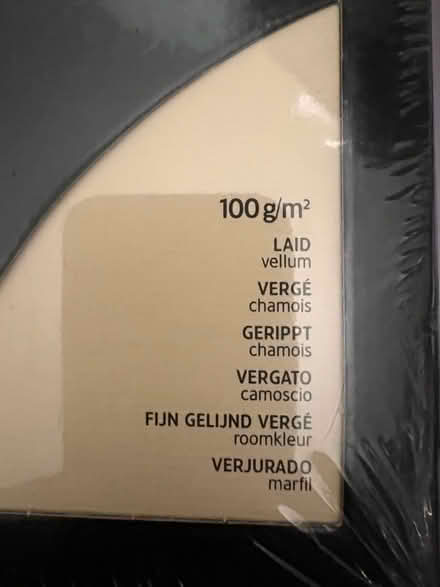 100 g/m²
LAID
vellum
VERGÉ
chamois
GERIPPT
chamois
VERGATO
camoscio
FIJN GELIJND VERGÉ
roomkleur
VERJURADO
marfil